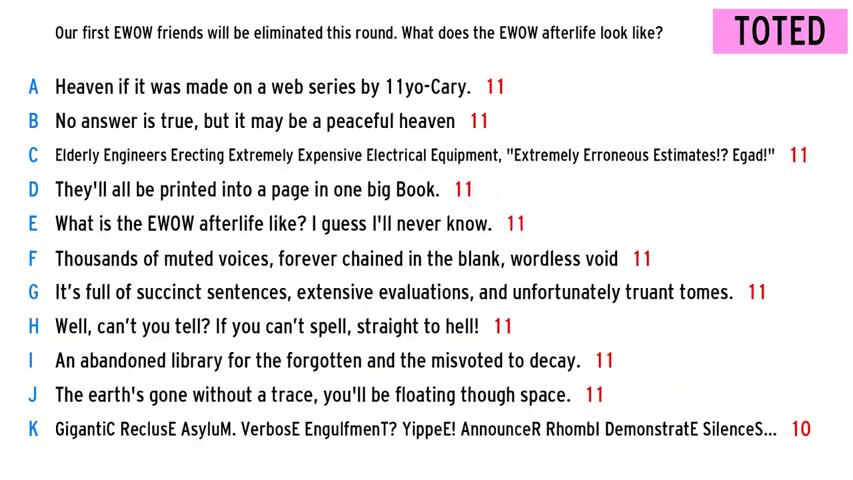 Our first EWOW friends will be eliminated this round. What does the EWOW afterlife look like?
TOTED
A Heaven if it was made on a web series by 11yo-Cary. 11
B No answer is true, but it may be a peaceful heaven 11
C Elderly Engineers Erecting Extremely Expensive Electrical Equipment, "Extremely Erroneous Estimates!? Egad!" 11
D They'll all be printed into a page in one big Book. 11
E What is the EWOW afterlife like? I guess I'll never know. 11
F Thousands of muted voices, forever chained in the blank, wordless void 11
G It’s full of succinct sentences, extensive evaluations, and unfortunately truant tomes. 11
H Well, can’t you tell? If you can’t spell, straight to hell! 11
I An abandoned library for the forgotten and the misvoted to decay. 11
J The earth's gone without a trace, you'll be floating though space. 11
K GigantiC ReclusE AsyluM. VerbosE EngulfmenT? YippeE! AnnounceR RhombI DemonstratE SilenceS... 10